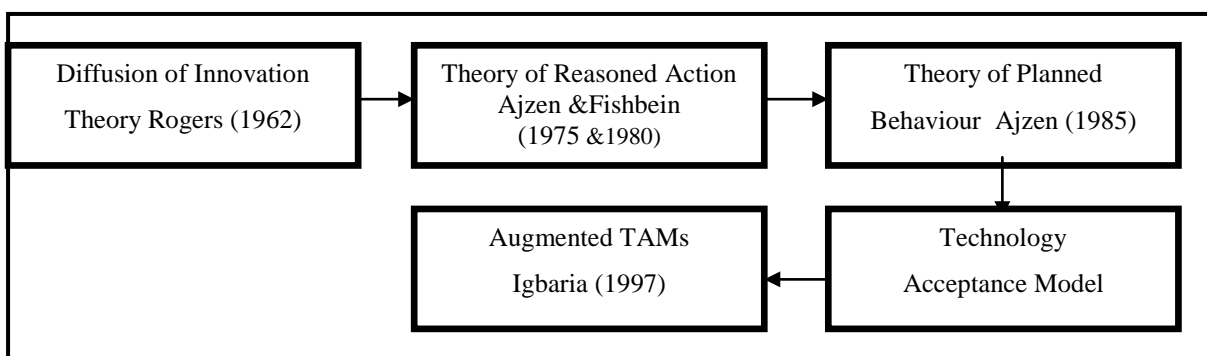 Diffusion of Innovation
Theory Rogers (1962)
Theory of Reasoned Action
Ajzen &Fishbein
(1975 &1980)
Theory of Planned
Behaviour Ajzen (1985)
Technology
Acceptance Model
Augmented TAMs
Igbaria (1997)